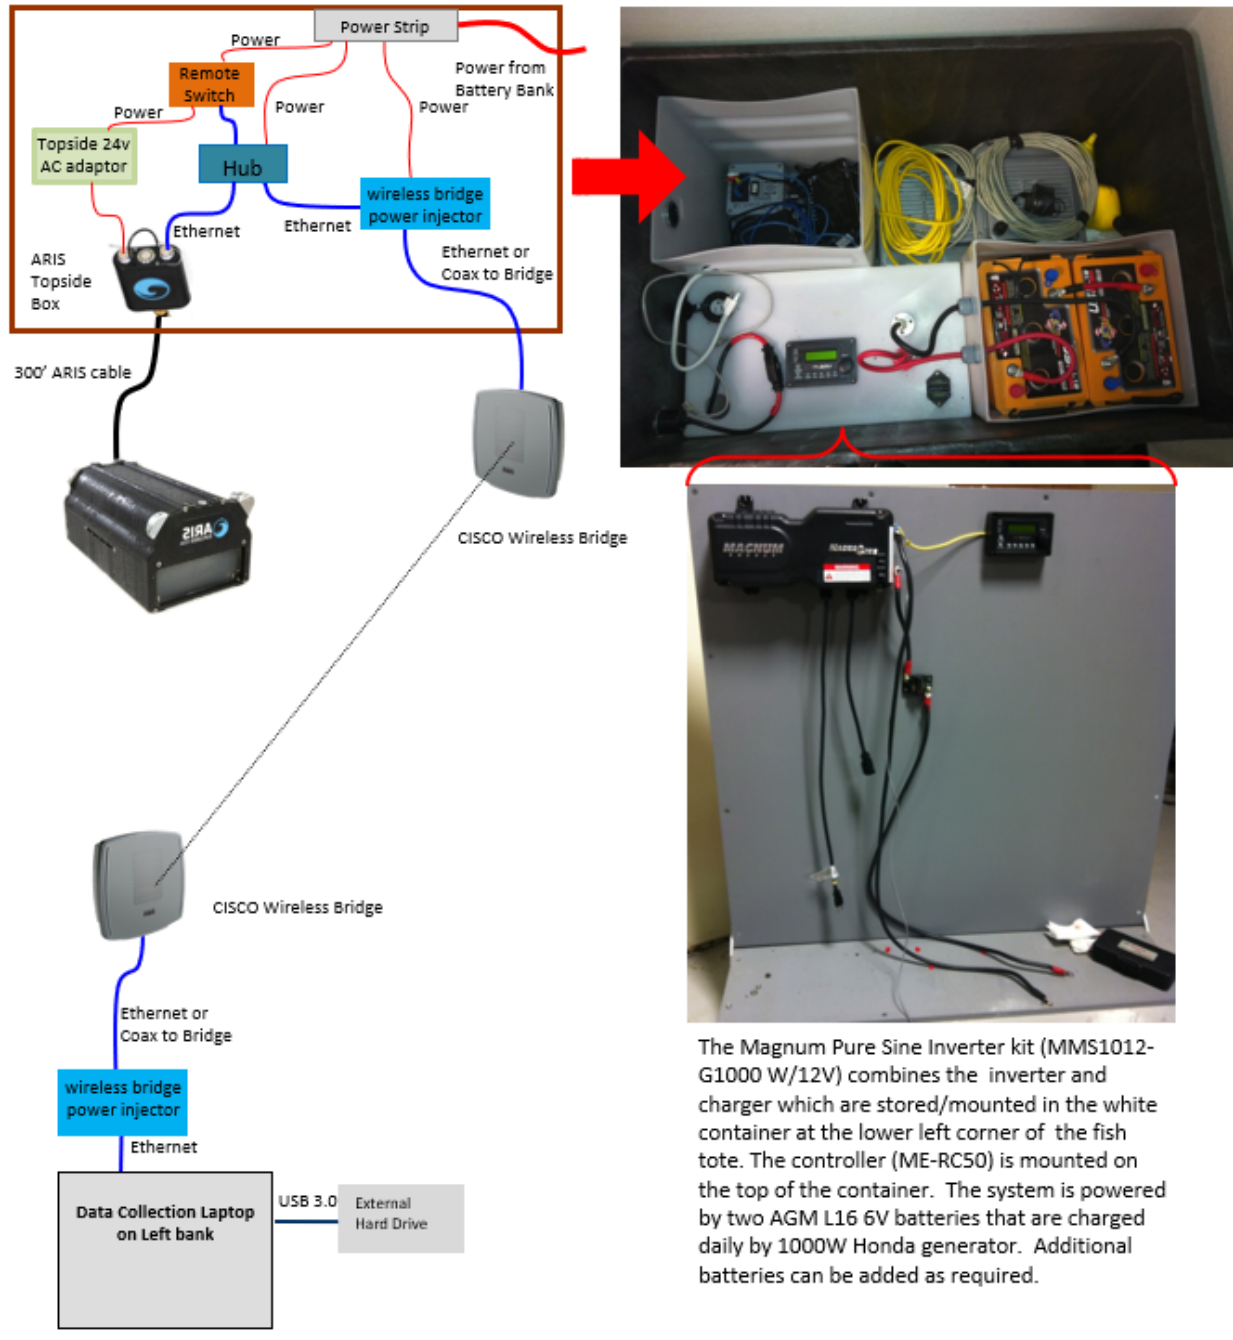 Power Strip
Power
Power from
Battery Bank
Remote
Switch
Power
Power
Power
Topside 24v
AC adaptor
Hub
wireless bridge
power injector
Ethernet
Ethernet
Ethernet or
Coax to Bridge
ARIS
Topside
Box
300' ARIS cable
ARIS
CISCO Wireless Bridge
CISCO Wireless Bridge
Ethernet or
Coax to Bridge
wireless bridge
power injector
Ethernet
Data Collection Laptop
on Left bank
USB 3.0
External
Hard Drive
MAGNUM
The Magnum Pure Sine Inverter kit (MMS1012-
G1000 W/12V) combines the  inverter and
charger which are stored/mounted in the white
container at the lower left corner of  the fish
tote. The controller (ME-RC50) is mounted on
the top of the container.  The system is powered
by two AGM L16 6V batteries that are charged
daily by 1000W Honda generator.  Additional
batteries can be added as required.